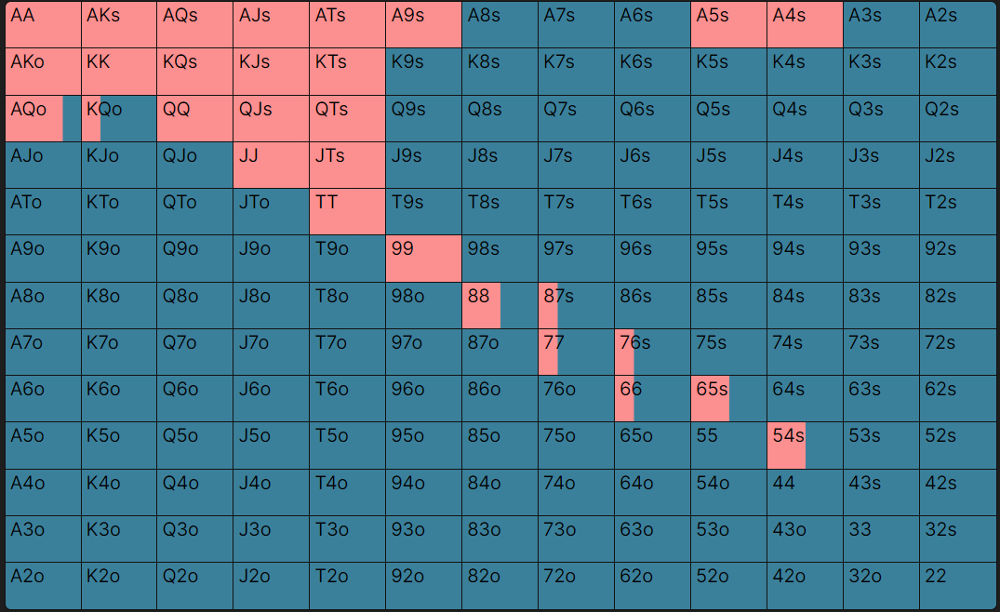 AA AKs AQs AJs ATs A9s A8s A7s A6s A5s A4s A3s A2s
AKo KK KQs KJs KTs K9s K8s K7s K6s K5s K4s K3s K2s
AQo KQo QQ QJs QTs Q9s Q8s Q7s Q6s Q5s Q4s Q3s Q2s
AJo KJo QJo JJ JTs J9s J8s J7s J6s J5s J4s J3s J2s
ATo KTo QTo JTo TT T9s T8s T7s T6s T5s T4s T3s T2s
A9o K9o Q9o J9o T9o 99 98s 97s 96s 95s 94s 93s 92s
A8o K8o Q8o J8o T8o 98o 88 87s 86s 85s 84s 83s 82s
A7o K7o Q7o J7o T7o 97o 87o 77 76s 75s 74s 73s 72s
A6o K6o Q6o J6o T6o 96o 86o 76o 66 65s 64s 63s 62s
A5o K5o Q5o J5o T5o 95o 85o 75o 65o 55 54s 53s 52s
A4o K4o Q4o J4o T4o 94o 84o 74o 64o 54o 44 43s 42s
A3o K3o Q3o J3o T3o 93o 83o 73o 63o 53o 43o 33 32s
A2o K2o Q2o J2o T2o 92o 82o 72o 62o 52o 42o 32o 22